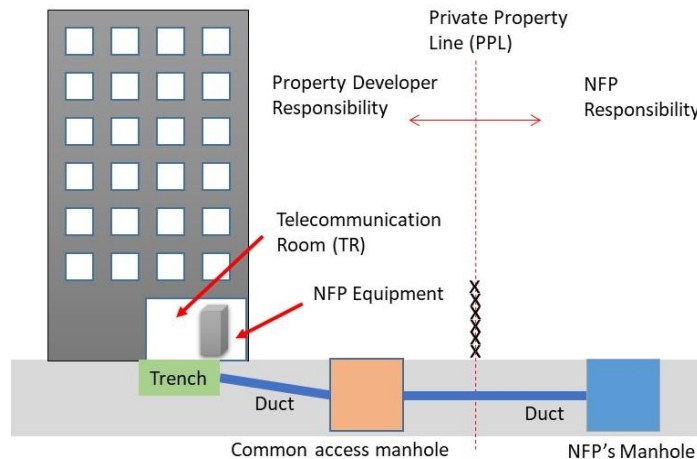 Private Property
Line (PPL)
Property Developer
Responsibility
NFP
Responsibility
Telecommunication
Room (TR)
NFP Equipment
X
X
X
X
X
Trench
Duct
Duct
Common access manhole
NFP's Manhole